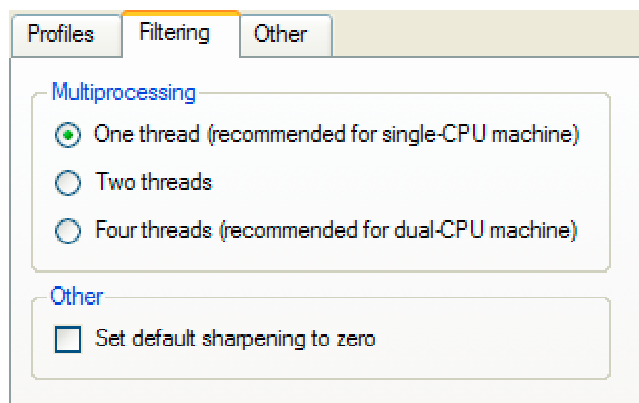 Profiles Filtering Other
Multiprocessing
One thread (recommended for single-CPU machine)
Two threads
Four threads (recommended for dual-CPU machine)
Other
Set default sharpening to zero